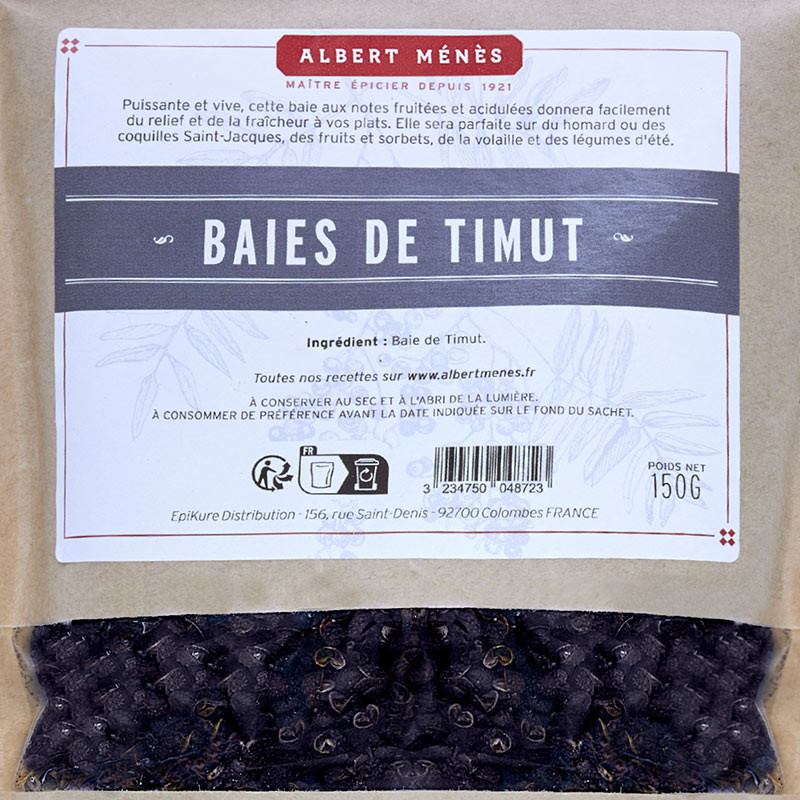 ALBERT MÉNÈS
MAÎTRE ÉPICIER DEPUIS 1921
Puissante et vive, cette baie aux notes fruitées et acidulées donnera facilement
du relief et de la fraîcheur à vos plats. Elle sera parfaite sur du homard ou des
coquilles Saint-Jacques, des fruits et sorbets, de la volaille et des légumes d'été.
BAIES DE TIMUT
Ingrédient : Baie de Timut.
Toutes nos recettes sur www.albertmenes.fr
À CONSERVER AU SEC ET À L'ABRI DE LA LUMIÈRE.
À CONSOMMER DE PRÉFÉRENCE AVANT LA DATE INDIQUÉE SUR LE FOND DU SACHET.
FR
3 234750 048723
POIDS NET
150G
EpiKure Distribution - 156, rue Saint-Denis - 92700 Colombes FRANCE